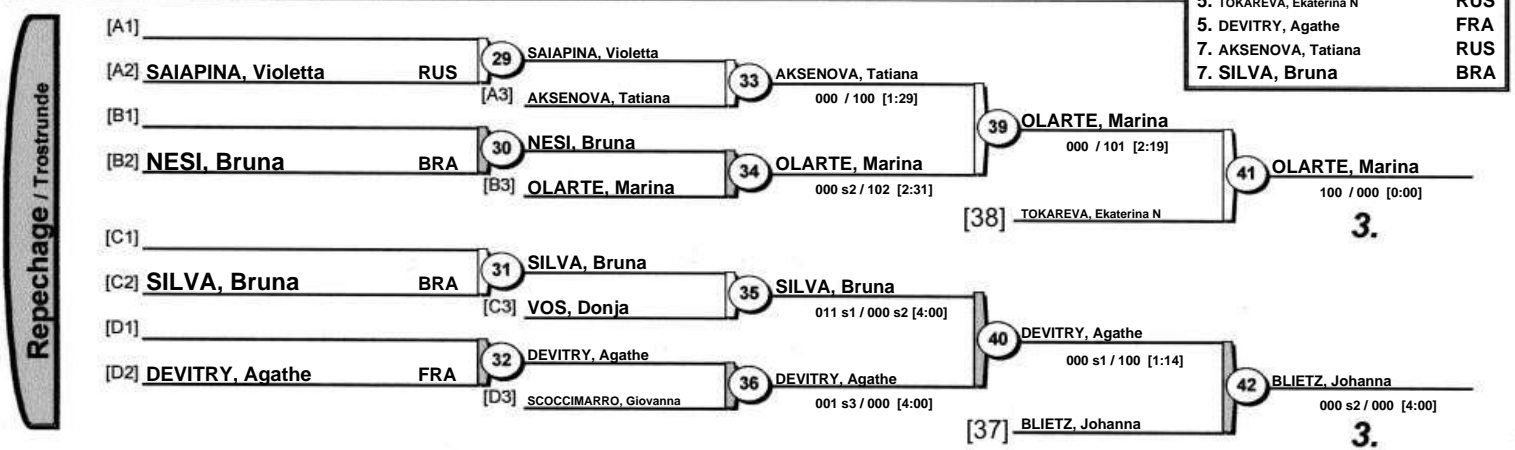 5. TOKAREVA, Ekaterina N RUS
5. DEVITRY, Agathe FRA
7. AKSENOVA, Tatiana RUS
7. SILVA, Bruna BRA
Repechage / Trostrunde
[A1]
[A2] SAIAPINA, Violetta RUS
29 SAIAPINA, Violetta
[A3] AKSENOVA, Tatiana
33 AKSENOVA, Tatiana
000 / 100 [1:29]
[B1]
[B2] NESI, Bruna BRA
30 NESI, Bruna
[B3] OLARTE, Marina
34 OLARTE, Marina
000 s2 / 102 [2:31]
39 OLARTE, Marina
000 / 101 [2:19]
[38] TOKAREVA, Ekaterina N
41 OLARTE, Marina
100 / 000 [0:00]
3.
[C1]
[C2] SILVA, Bruna BRA
31 SILVA, Bruna
[C3] VOS, Donja
35 SILVA, Bruna
011 s1 / 000 s2 [4:00]
[D1]
[D2] DEVITRY, Agathe FRA
32 DEVITRY, Agathe
[D3] SCOCCIMARRO, Giovanna
36 DEVITRY, Agathe
001 s3 / 000 [4:00]
40 DEVITRY, Agathe
000 s1 / 100 [1:14]
[37] BLIETZ, Johanna
42 BLIETZ, Johanna
000 s2 / 000 [4:00]
3.